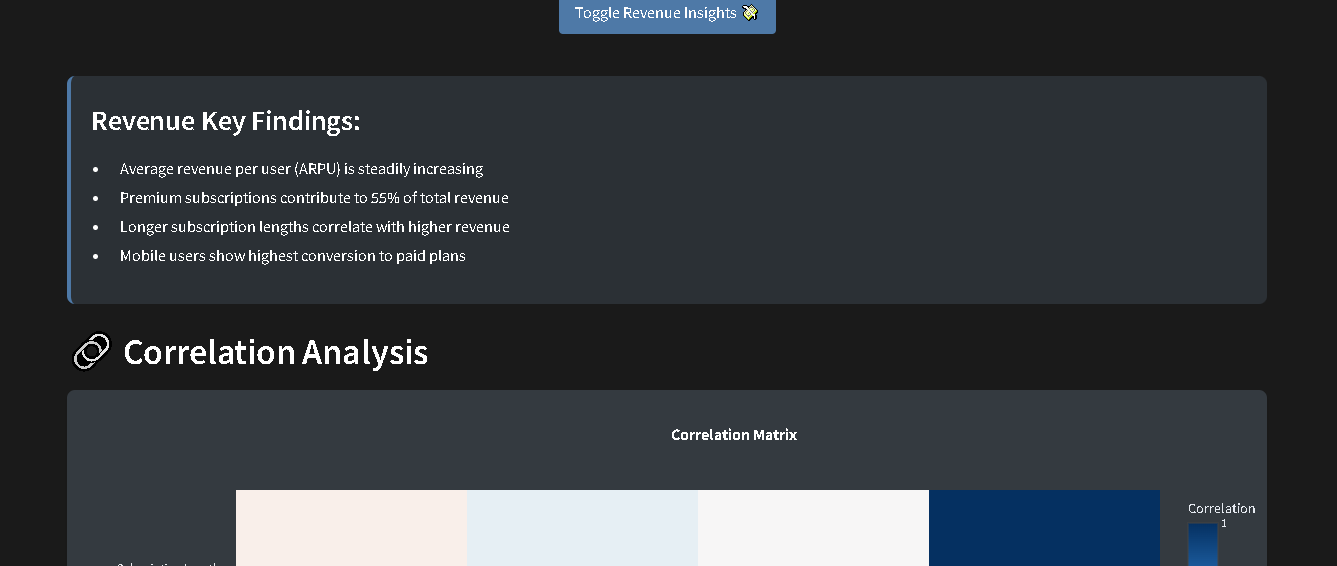 Toggle Revenue Insights 💸
Revenue Key Findings:
• Average revenue per user (ARPU) is steadily increasing
• Premium subscriptions contribute to 55% of total revenue
• Longer subscription lengths correlate with higher revenue
• Mobile users show highest conversion to paid plans
🔗 Correlation Analysis
Correlation Matrix
Correlation
1